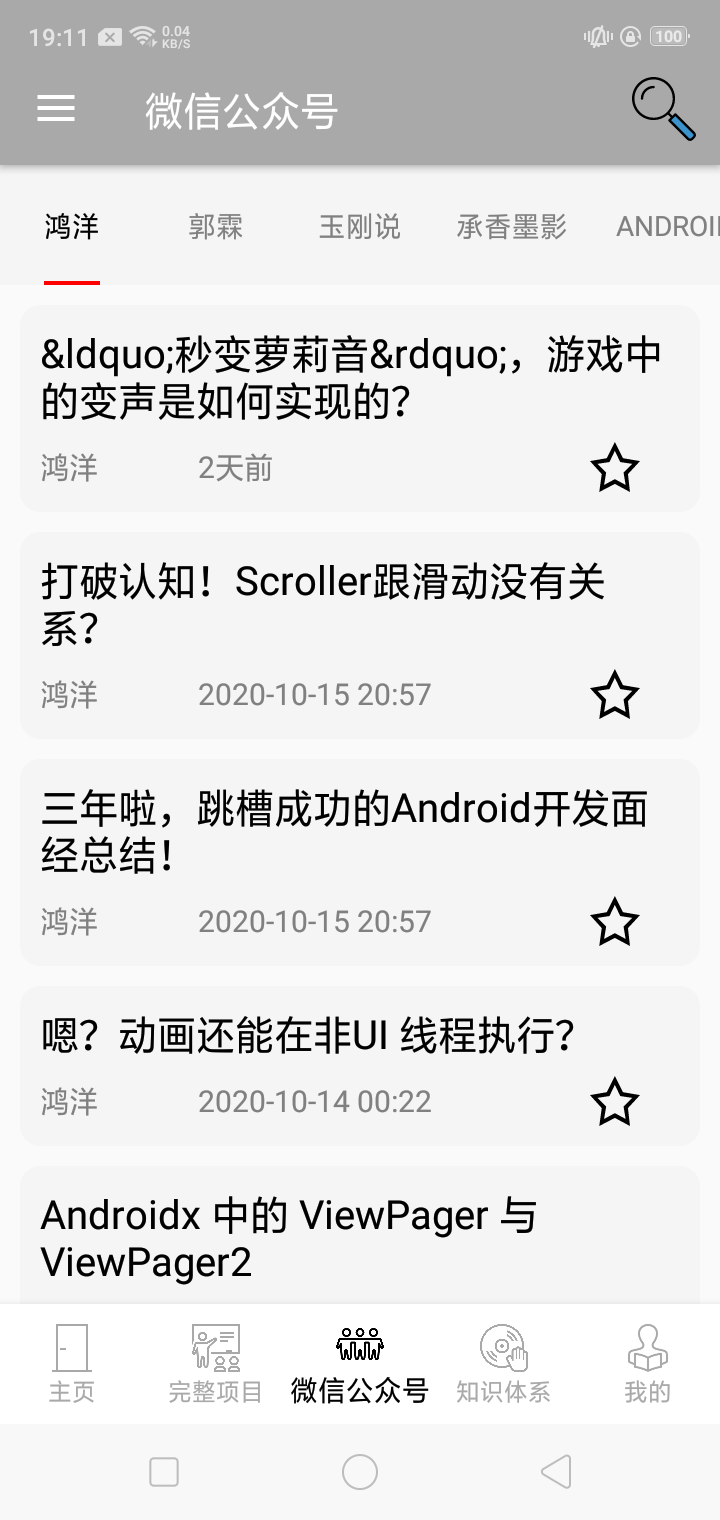 19:11 0.04 KB/S 100
微信公众号
鸿洋 郭霖 玉刚说 承香墨影 ANDROI
&ldquo;秒变萝莉音&rdquo;，游戏中
的变声是如何实现的？
鸿洋 2天前
打破认知！Scroller跟滑动没有关
系？
鸿洋 2020-10-15 20:57
三年啦，跳槽成功的Android开发面
经总结！
鸿洋 2020-10-15 20:57
嗯？动画还能在非UI 线程执行？
鸿洋 2020-10-14 00:22
Androidx 中的 ViewPager 与
ViewPager2
主页 完整项目 微信公众号 知识体系 我的